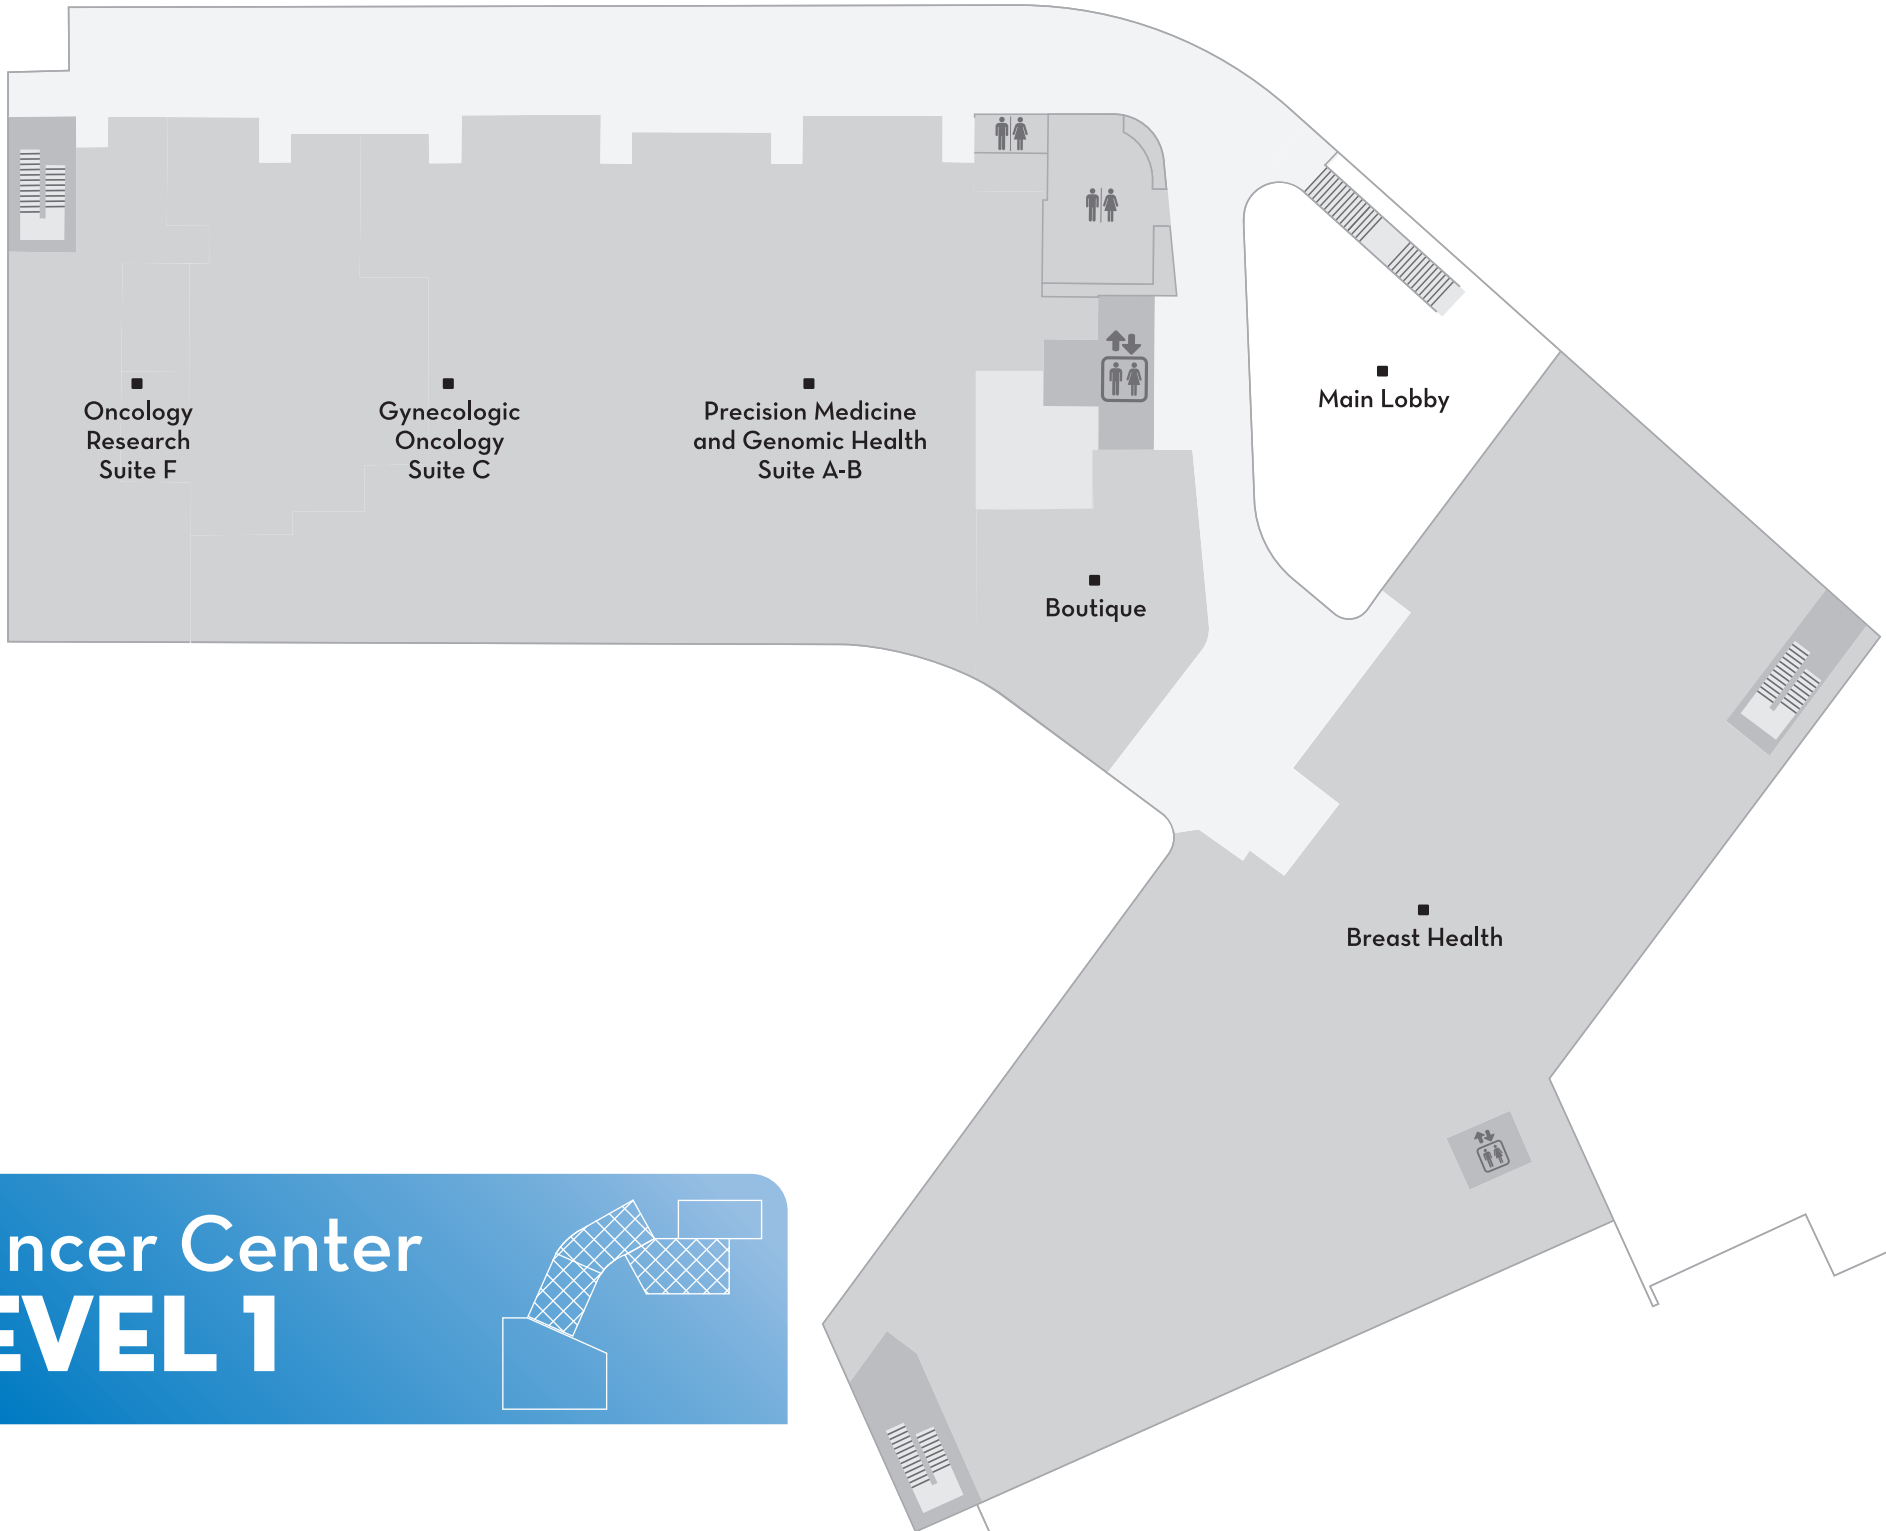 Oncology
Research
Suite F
Gynecologic
Oncology
Suite C
Precision Medicine
and Genomic Health
Suite A-B
Main Lobby
Boutique
Breast Health
ncer Center
EVEL 1